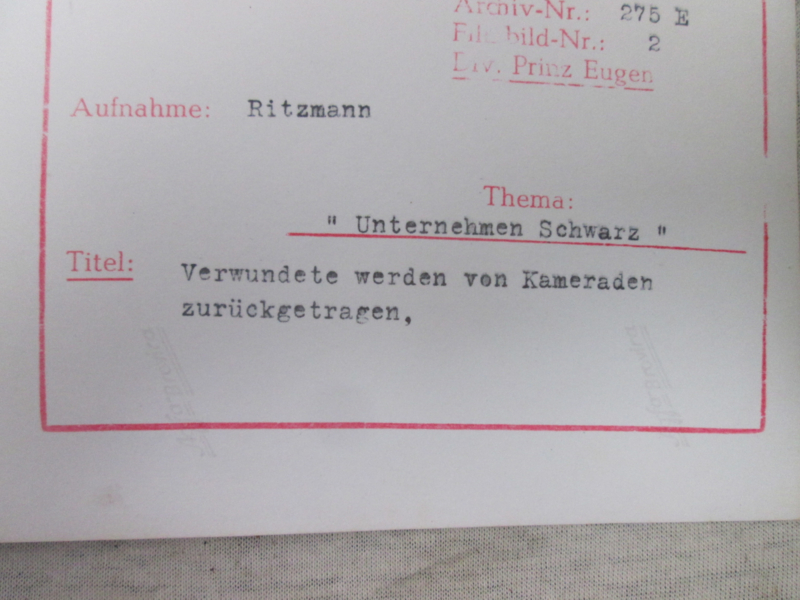 Archiv-Nr.: 275 E
bild-Nr.: 2
Div. Prinz Eugen
Aufnahme: Ritzmann
Thema:
" Unternehmen Schwarz "
Titel: Verwundete werden von Kameraden
zurückgetragen,